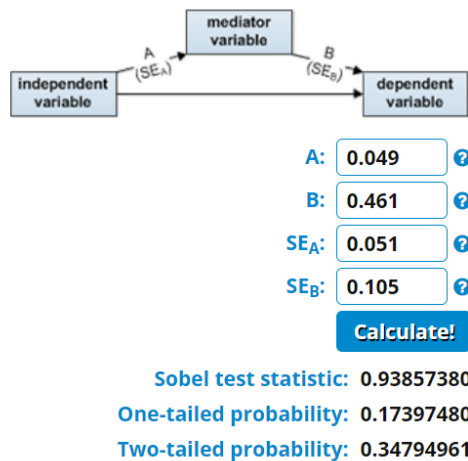 mediator
variable
A
(SEA)
B
(SEB)
independent
variable
dependent
variable
A: 0.049 ?
B: 0.461 ?
SEA: 0.051 ?
SEB: 0.105 ?
Calculate!
Sobel test statistic: 0.93857380
One-tailed probability: 0.17397480
Two-tailed probability: 0.34794961